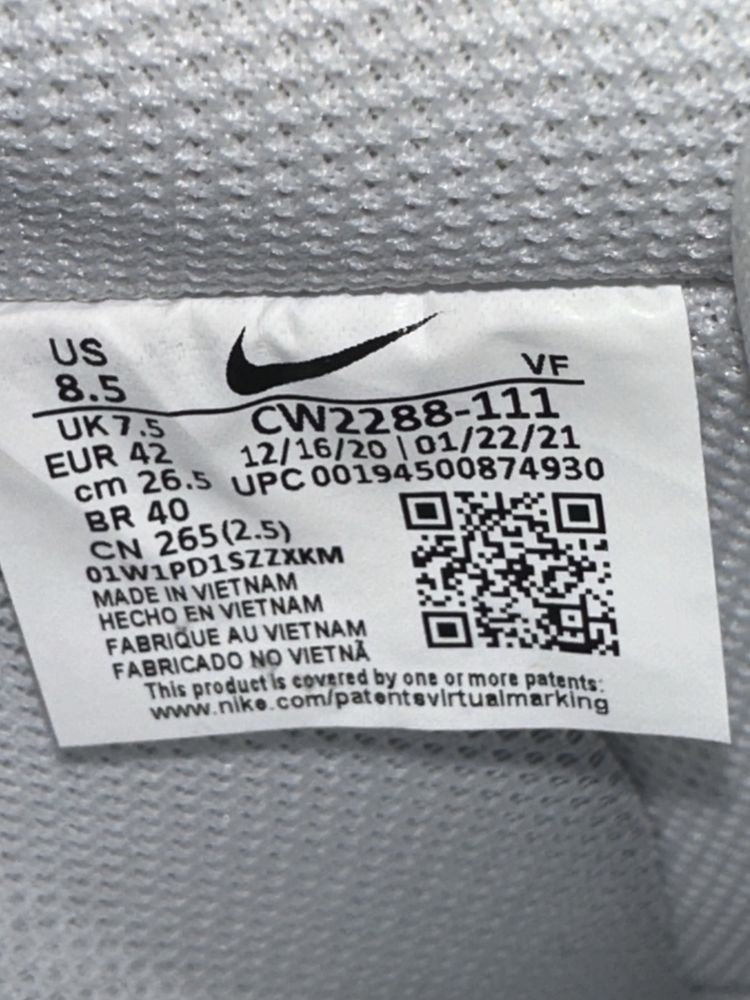 US
8.5
VF
UK 7.5
CW2288-111
EUR 42
12/16/20 | 01/22/21
cm 26.5
UPC 00194500874930
BR 40
CN 265(2.5)
01W1PD1SZZXKM
MADE IN VIETNAM
HECHO EN VIETNAM
FABRIQUE AU VIETNAM
FABRICADO NO VIETNÃ
This product is covered by one or more patents:
www.nike.com/patentsvirtualmarking